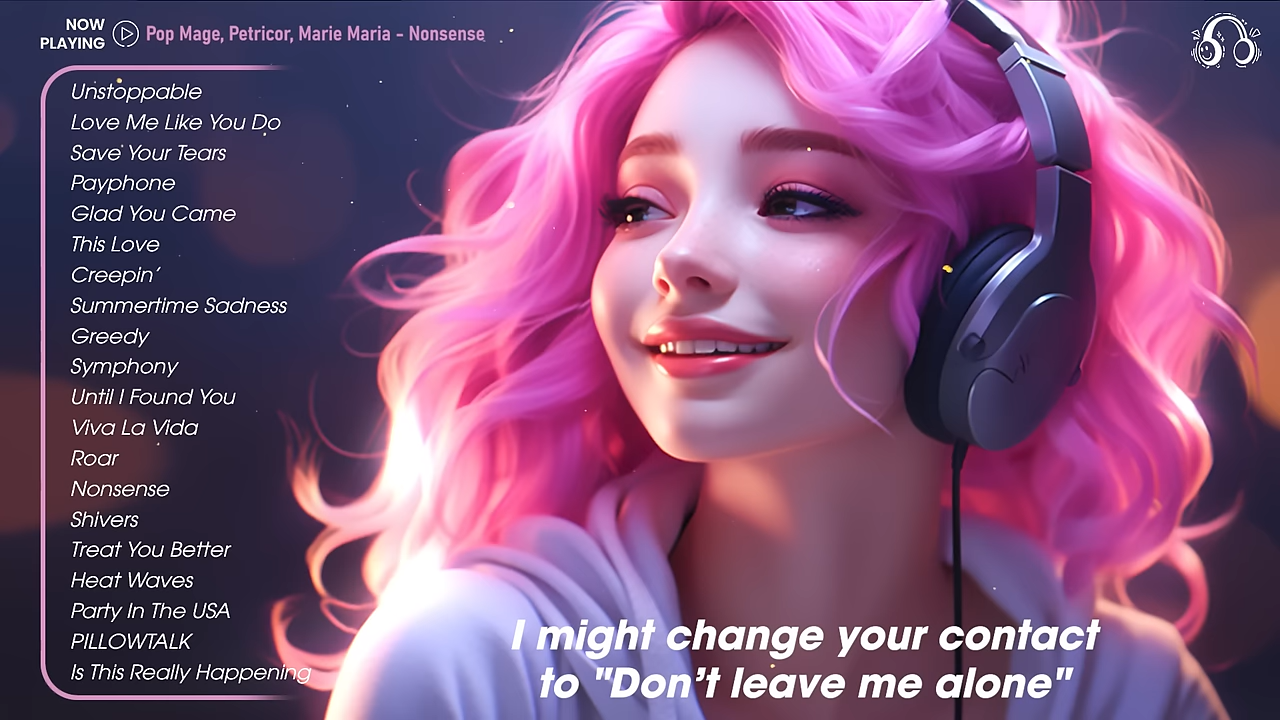 NOW
PLAYING
Pop Mage, Petricor, Marie Maria - Nonsense
Unstoppable
Love Me Like You Do
Save Your Tears
Payphone
Glad You Came
This Love
Creepin’
Summertime Sadness
Greedy
Symphony
Until I Found You
Viva La Vida
Roar
Nonsense
Shivers
Treat You Better
Heat Waves
Party In The USA
PILLOWTALK
Is This Really Happening
I might change your contact
to "Don’t leave me alone"